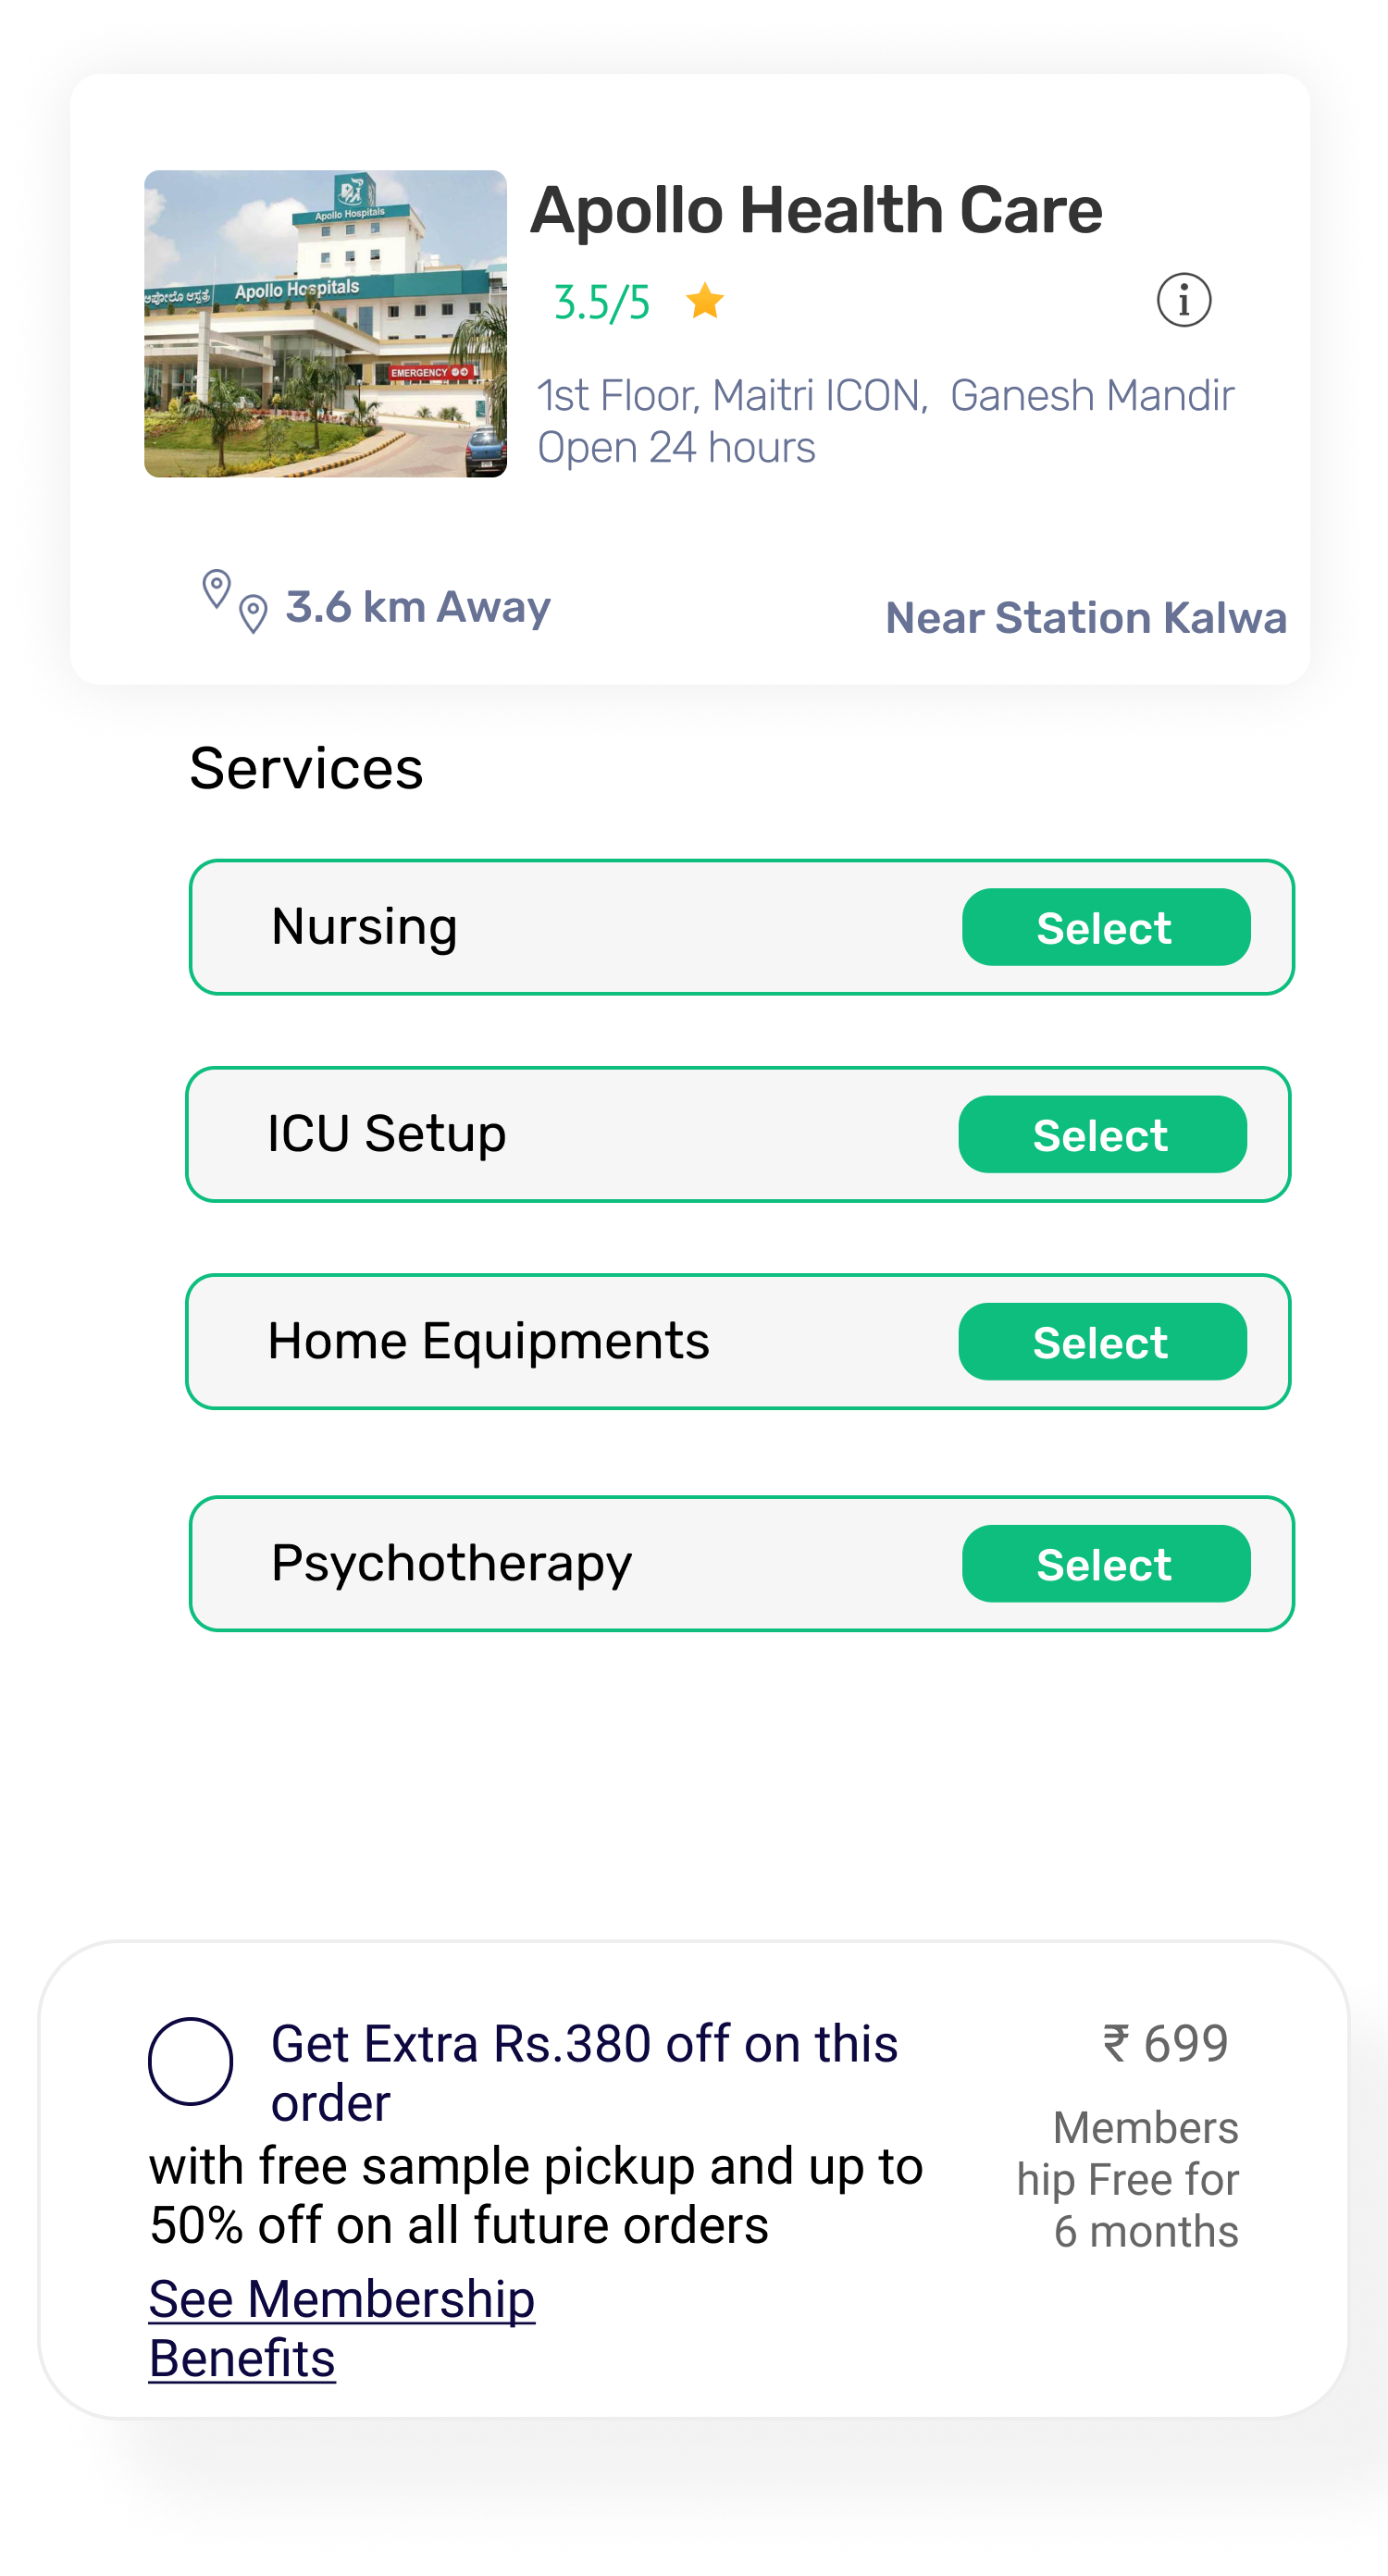 Apollo Hospitals
ಅಪೋಲೊ ಆಸ್ಪತ್ರೆ Apollo Hospitals
EMERGENCY
Apollo Health Care
3.5/5
1st Floor, Maitri ICON, Ganesh Mandir
Open 24 hours
3.6 km Away
Near Station Kalwa
Services
Nursing
Select
ICU Setup
Select
Home Equipments
Select
Psychotherapy
Select
Get Extra Rs.380 off on this
order
with free sample pickup and up to
50% off on all future orders
See Membership
Benefits
₹ 699
Members
hip Free for
6 months